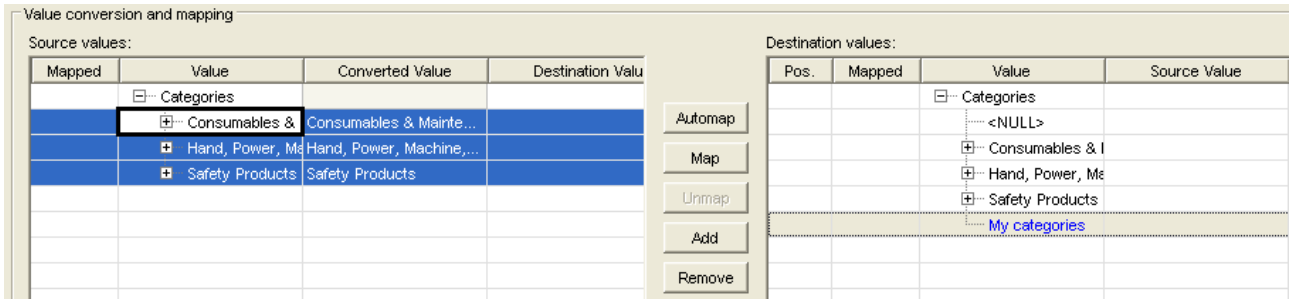 Value conversion and mapping
Source values: Destination values:
Mapped Value Converted Value Destination Valu Pos. Mapped Value Source Value
Categories Categories
Consumables & Consumables & Mainte... Automap <NULL>
Hand, Power, Ma Hand, Power, Machine,... Map Consumables & I
Safety Products Safety Products Hand, Power, Ma
Unmap Safety Products
My categories
Add
Remove